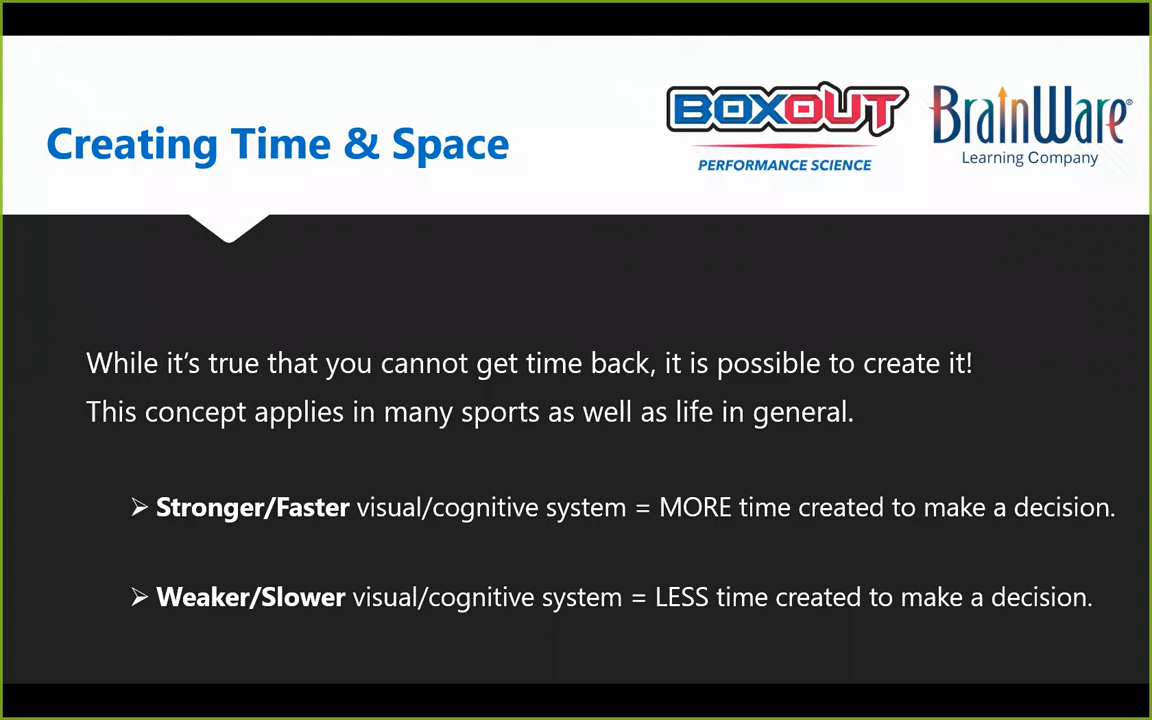 Creating Time & Space
BOXOUT
PERFORMANCE SCIENCE
BrainWare®
Learning Company
While it’s true that you cannot get time back, it is possible to create it!
This concept applies in many sports as well as life in general.
➢ Stronger/Faster visual/cognitive system = MORE time created to make a decision.
➢ Weaker/Slower visual/cognitive system = LESS time created to make a decision.